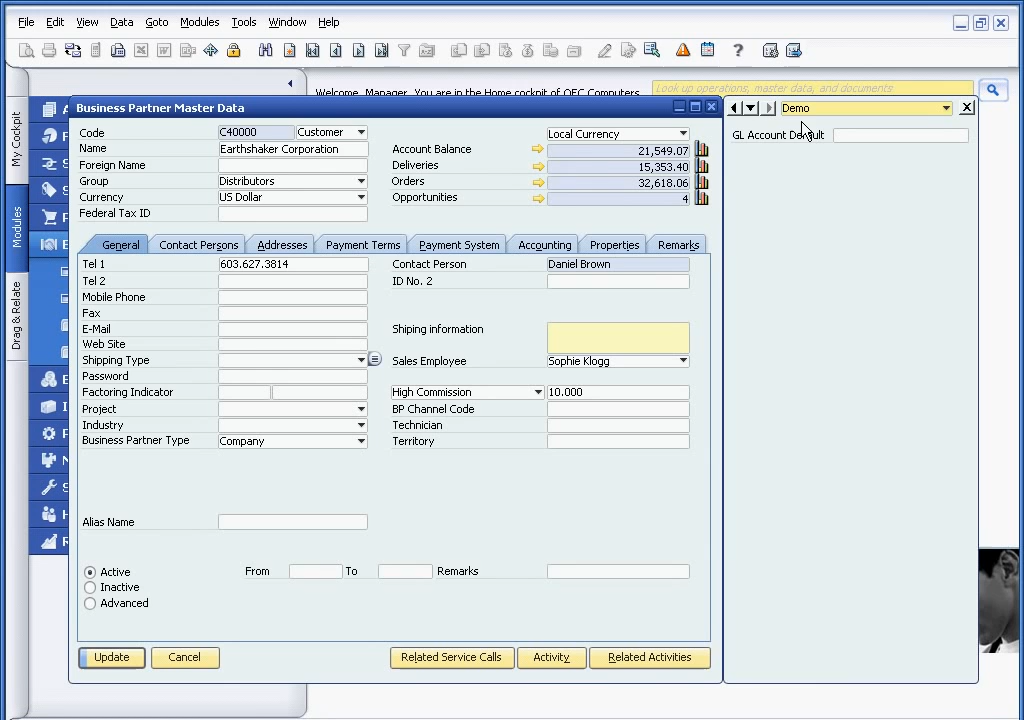 File Edit View Data Goto Modules Tools Window Help
Welcome, Manager. You are in the Home cockpit of OEC Computers.
Look up operations, master data, and documents
My Cockpit
Modules
Drag & Relate
Business Partner Master Data
Code C40000 Customer Local Currency
Name Earthshaker Corporation Account Balance 21,549.07
Foreign Name Deliveries 15,353.40
Group Distributors Orders 32,618.06
Currency US Dollar Opportunities 4
Federal Tax ID
General Contact Persons Addresses Payment Terms Payment System Accounting Properties Remarks
Tel 1 603.627.3814 Contact Person Daniel Brown
Tel 2 ID No. 2
Mobile Phone
Fax
E-Mail Shiping information
Web Site
Shipping Type Sales Employee Sophie Klogg
Password
Factoring Indicator High Commission 10.000
Project BP Channel Code
Industry Technician
Business Partner Type Company Territory
Alias Name
Active From To Remarks
Inactive
Advanced
Update Cancel Related Service Calls Activity Related Activities
Demo X
GL Account Default